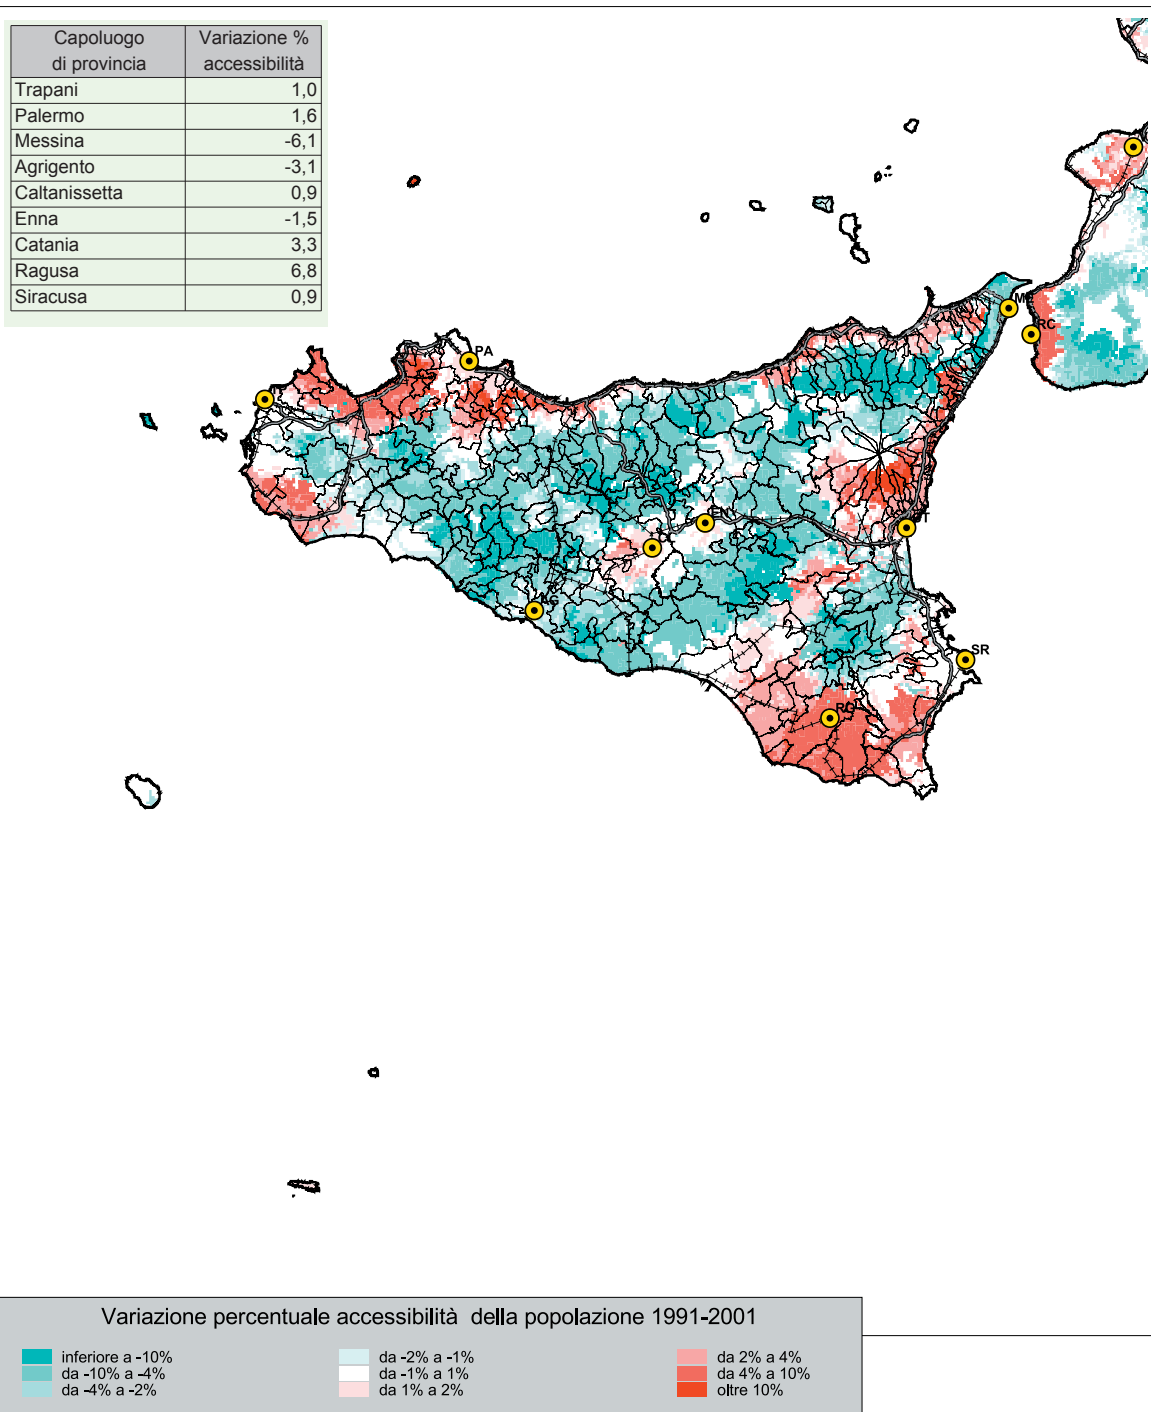 Capoluogo di provincia Variazione % accessibilità
Trapani 1,0
Palermo 1,6
Messina -6,1
Agrigento -3,1
Caltanissetta 0,9
Enna -1,5
Catania 3,3
Ragusa 6,8
Siracusa 0,9
PA
RC
EN
AG
SR
RG
Variazione percentuale accessibilità della popolazione 1991-2001
inferiore a -10%
da -10% a -4%
da -4% a -2%
da -2% a -1%
da -1% a 1%
da 1% a 2%
da 2% a 4%
da 4% a 10%
oltre 10%